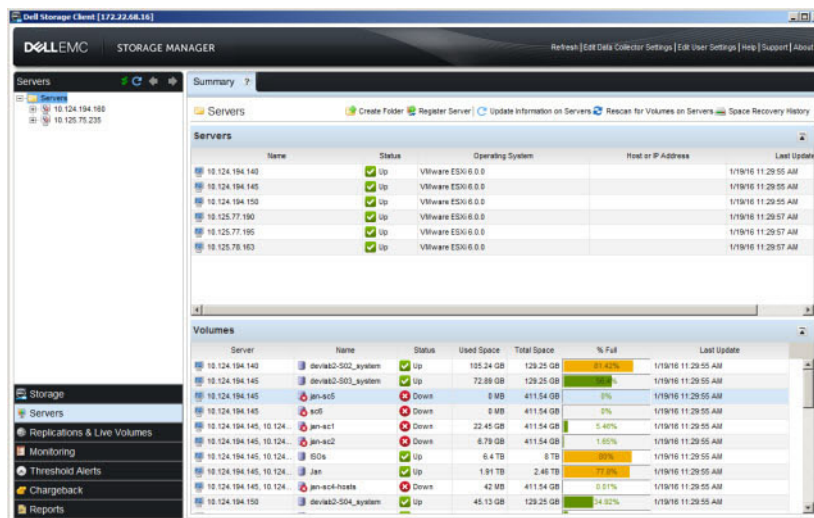 Dell Storage Client [172.22.68.16]
DELLEMC STORAGE MANAGER
Refresh | Edit Data Collector Settings | Edit User Settings | Help | Support | About
Servers
Summary ?
Servers
10.124.194.160
10.125.75.235
Servers Create Folder Register Server Update Information on Servers Rescan for Volumes on Servers Space Recovery History
Servers
Name Status Operating System Host or IP Address Last Update
10.124.194.140 Up VMware ESXi 6.0.0 1/19/16 11:29:55 AM
10.124.194.145 Up VMware ESXi 6.0.0 1/19/16 11:29:55 AM
10.124.194.150 Up VMware ESXi 6.0.0 1/19/16 11:29:55 AM
10.125.77.190 Up VMware ESXi 6.0.0 1/19/16 11:29:57 AM
10.125.77.195 Up VMware ESXi 6.0.0 1/19/16 11:29:57 AM
10.125.78.163 Up VMware ESXi 6.0.0 1/19/16 11:29:57 AM
Volumes
Server Name Status Used Space Total Space % Full Last Update
10.124.194.140 devlab2-S02_system Up 105.24 GB 129.25 GB 81.42% 1/19/16 11:29:55 AM
10.124.194.145 devlab2-S03_system Up 72.89 GB 129.25 GB 1/19/16 11:29:55 AM
10.124.194.145 jen-sc5 Down 0 MB 411.54 GB 0% 1/19/16 11:29:55 AM
10.124.194.145 sc6 Down 0 MB 411.54 GB 0% 1/19/16 11:29:55 AM
10.124.194.145, 10.124... jen-sc1 Down 22.45 GB 411.54 GB 5.46% 1/19/16 11:29:55 AM
10.124.194.145, 10.124... jen-sc2 Down 6.79 GB 411.54 GB 1.65% 1/19/16 11:29:55 AM
10.124.194.145, 10.124... ISOs Up 6.4 TB 8 TB 80% 1/19/16 11:29:55 AM
10.124.194.145, 10.124... Jan Up 1.91 TB 2.46 TB 77.8% 1/19/16 11:29:55 AM
10.124.194.145, 10.124... jen-sc4-hosts Down 42 MB 411.54 GB 0.01% 1/19/16 11:29:55 AM
10.124.194.150 devlab2-S04_system Up 45.13 GB 129.25 GB 34.92% 1/19/16 11:29:55 AM
Storage
Servers
Replications & Live Volumes
Monitoring
Threshold Alerts
Chargeback
Reports